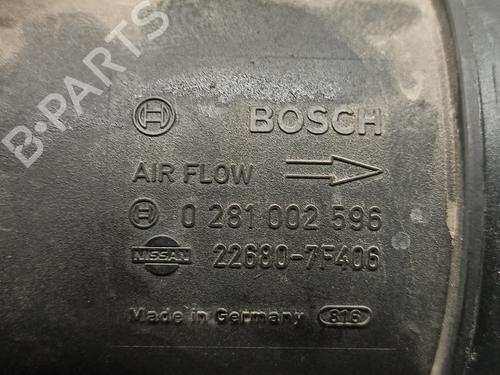 B-PARTS
BOSCH
AIR FLOW
0 281 002 596
NISSAN 22680-7F406
Made in Germany 816